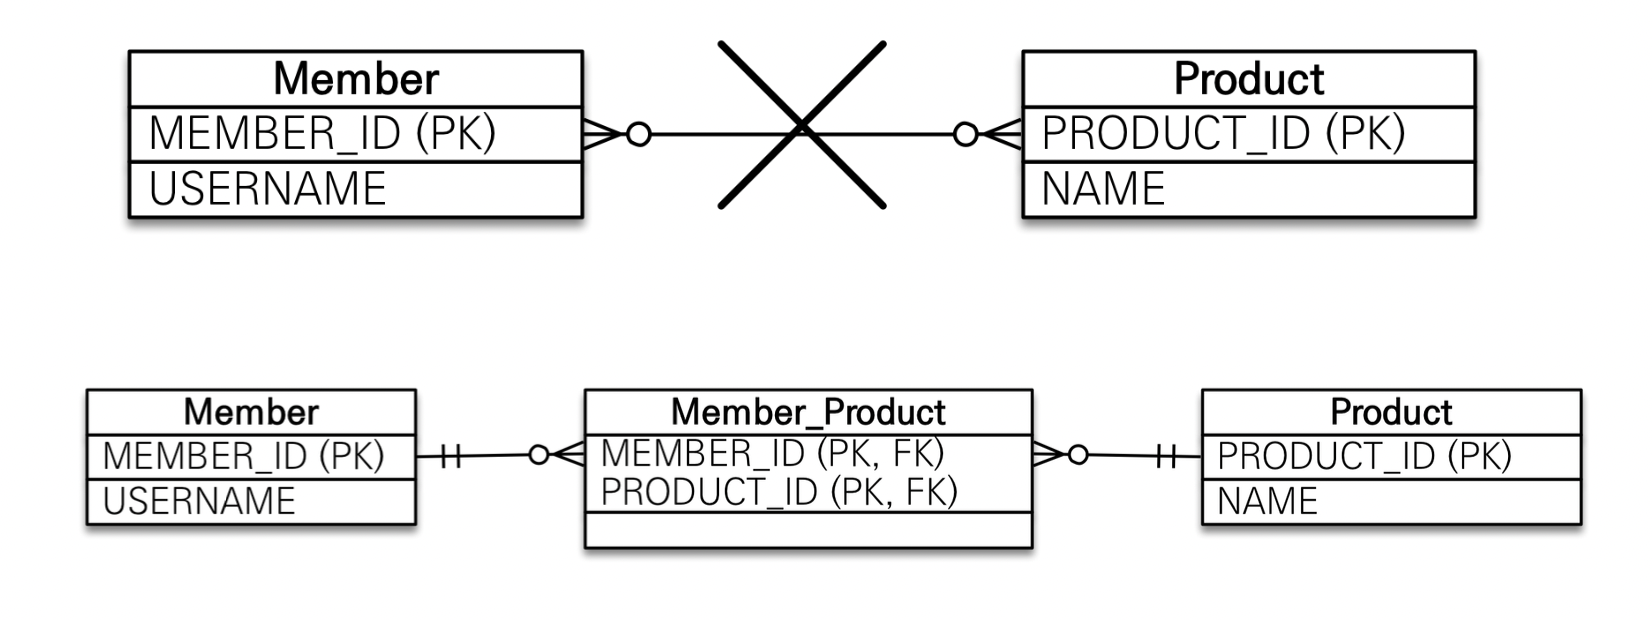 Member
MEMBER_ID (PK)
USERNAME
Product
PRODUCT_ID (PK)
NAME
Member
MEMBER_ID (PK)
USERNAME
Member_Product
MEMBER_ID (PK, FK)
PRODUCT_ID (PK, FK)
Product
PRODUCT_ID (PK)
NAME